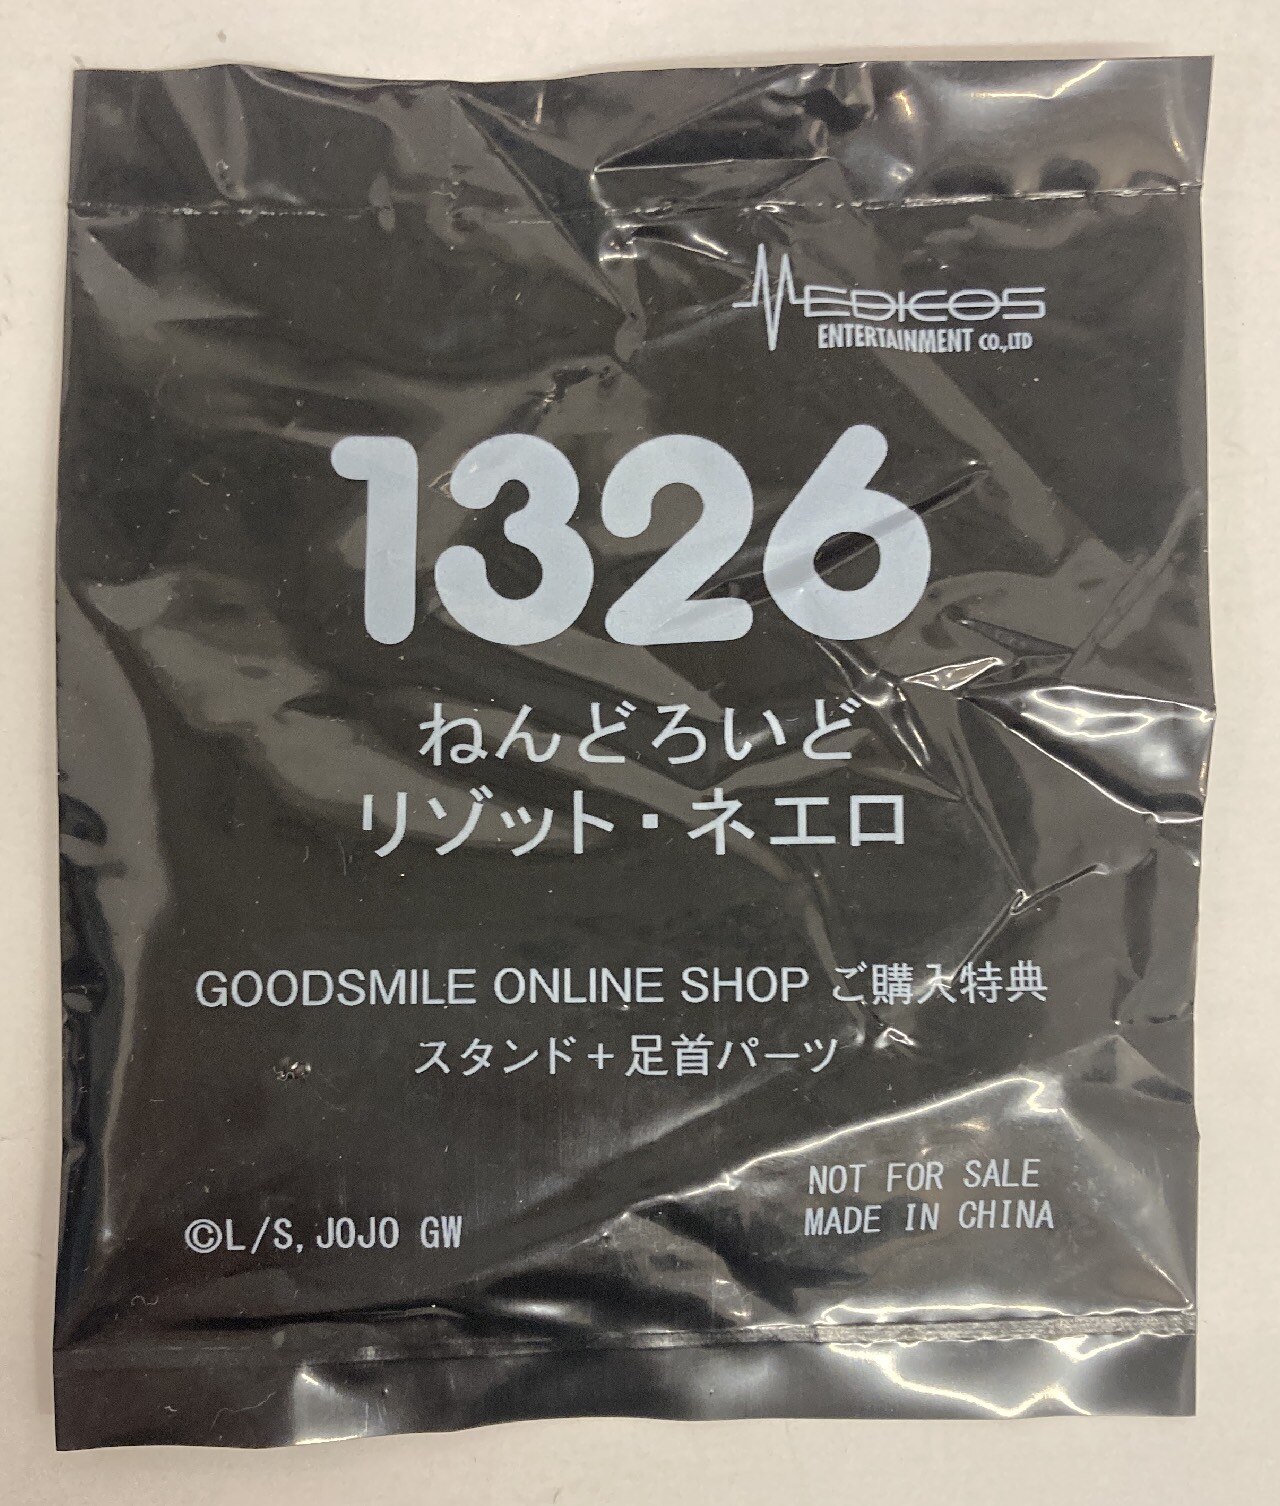 MEDICOS
ENTERTAINMENT CO.,LTD
1326
ねんどろいど
リゾット・ネエロ
GOODSMILE ONLINE SHOP ご購入特典
スタンド＋足首パーツ
NOT FOR SALE
MADE IN CHINA
©L/S, JOJO GW